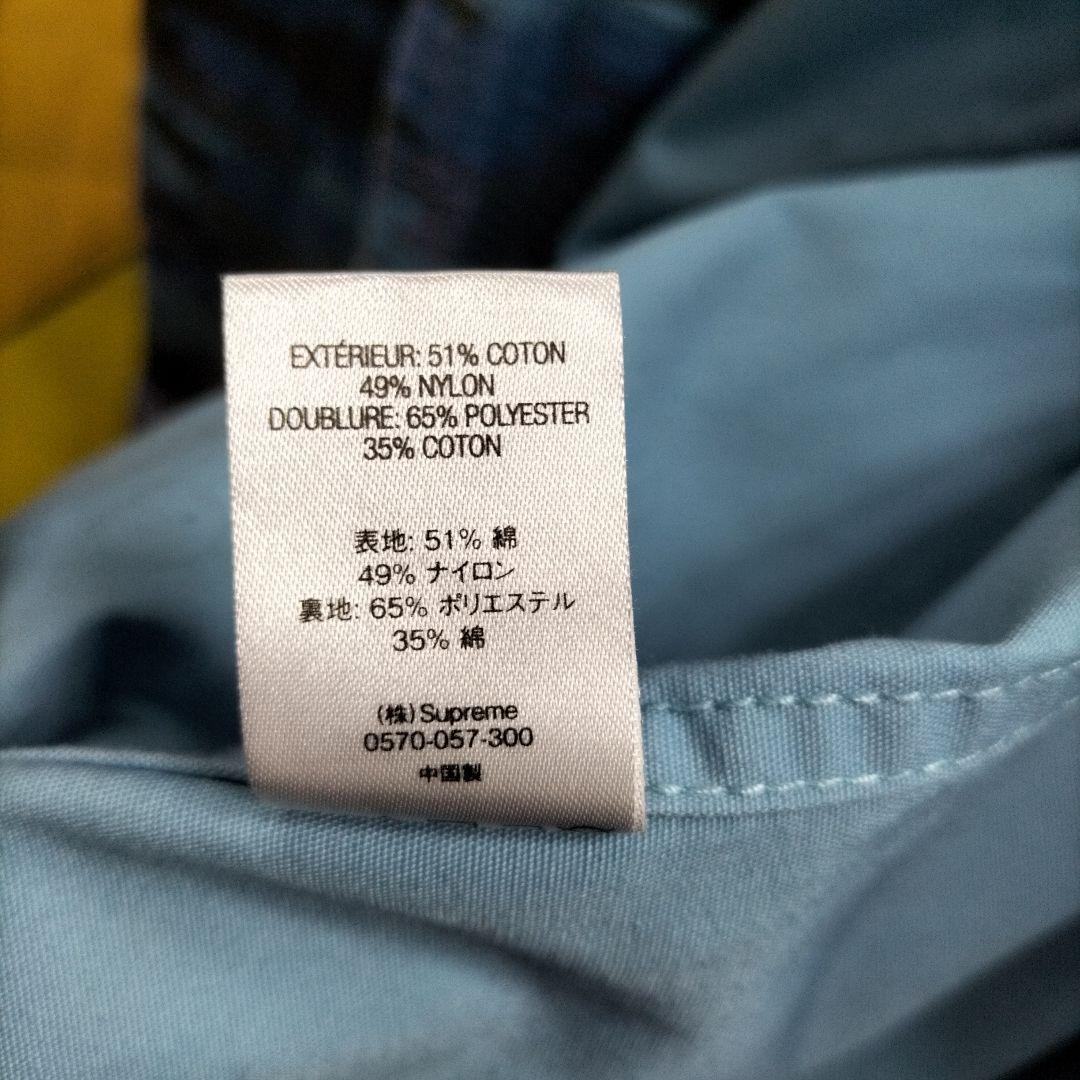 EXTÉRIEUR: 51% COTON
49% NYLON
DOUBLURE: 65% POLYESTER
35% COTON
表地: 51% 綿
49% ナイロン
裏地: 65% ポリエステル
35% 綿
(株) Supreme
0570-057-300
中国製